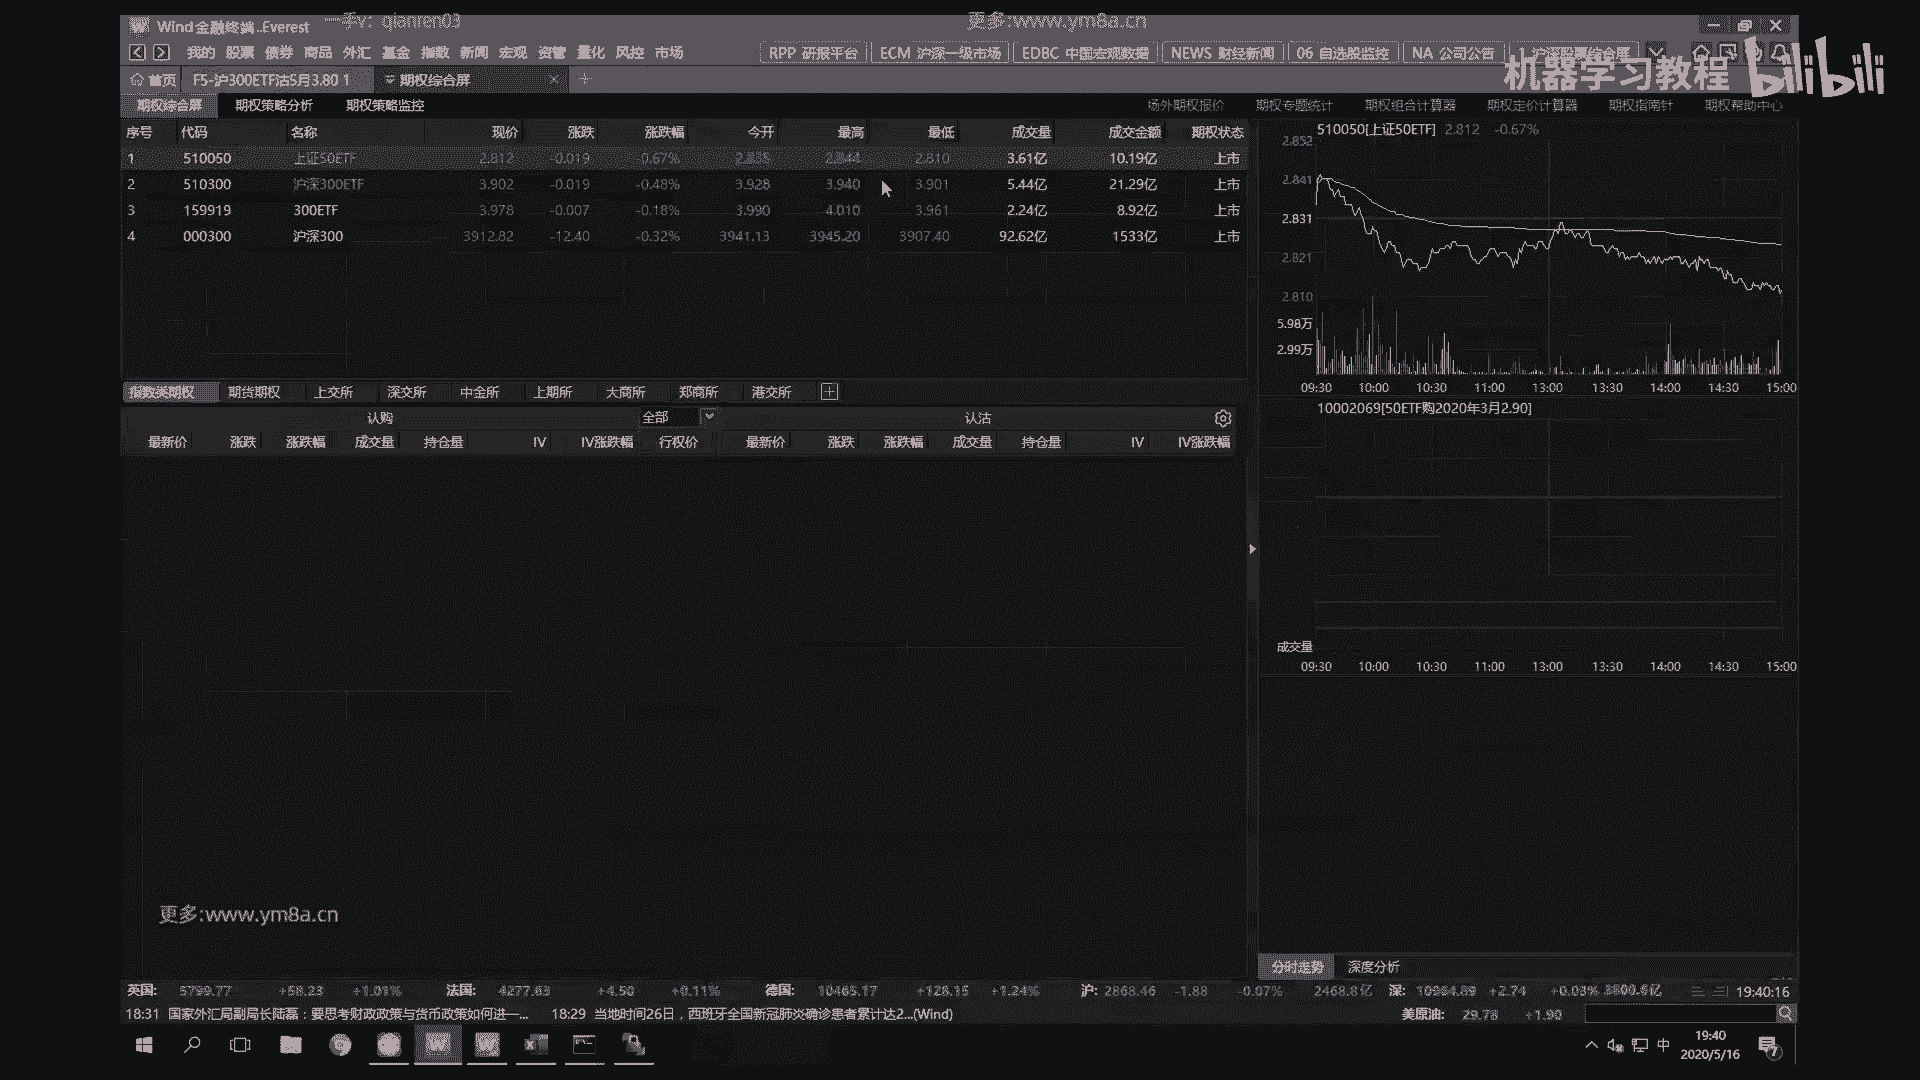 一手v：qianren03 更多:www.ym8a.cn
Wind金融终端..Everest
我的 股票 债券 商品 外汇 基金 指数 新闻 宏观 资管 量化 风控 市场 RPP 研报平台 ECM 沪深一级市场 EDBC 中国宏观数据 NEWS 财经新闻 06 自选股监控 NA 公司公告 1 沪深股票综合屏
机器学习教程 bilibili
首页 F5-沪300ETF沽5月3.80 1 期权综合屏 × +
期权综合屏 期权策略分析 期权策略监控 场外期权报价 期权专题统计 期权组合计算器 期权定价计算器 期权指南针 期权帮助中心
序号 代码 名称 现价 涨跌 涨跌幅 今开 最高 最低 成交量 成交金额 期权状态
1 510050 上证50ETF 2.812 -0.019 -0.67% 2.835 2.844 2.810 3.61亿 10.19亿 上市
2 510300 沪深300ETF 3.902 -0.019 -0.48% 3.928 3.940 3.901 5.44亿 21.29亿 上市
3 159919 300ETF 3.978 -0.007 -0.18% 3.990 4.010 3.961 2.24亿 8.92亿 上市
4 000300 沪深300 3912.82 -12.40 -0.32% 3941.13 3945.20 3907.40 92.62亿 1533亿 上市
510050[上证50ETF] 2.812 -0.67%
2.852
2.841
2.831
2.821
2.810
5.98万
2.99万
09:30 10:00 10:30 11:00 13:00 13:30 14:00 14:30 15:00
指数类期权 期货期权 上交所 深交所 中金所 上期所 大商所 郑商所 港交所
认购 全部 认沽
最新价 涨跌 涨跌幅 成交量 持仓量 IV IV涨跌幅 行权价 最新价 涨跌 涨跌幅 成交量 持仓量 IV IV涨跌幅
10002069[50ETF购2020年3月2.90]
成交量
09:30 10:00 10:30 11:00 13:00 13:30 14:00 14:30 15:00
更多:www.ym8a.cn
分时走势 深度分析
英国: 5799.77 +58.23 +1.01% 法国: 4277.63 +4.50 +0.11% 德国: 10465.17 +128.15 +1.24% 沪: 2868.46 -1.88 -0.07% 2468.8亿 深: 10964.89 +2.74 +0.03% 3800.6亿 19:40:16
18:31 国家外汇局副局长陆磊：要思考财政政策与货币政策如何进一... 18:29 当地时间26日，西班牙全国新冠肺炎确诊患者累计达2...(Wind) 美原油: 29.78 +1.90
中 19:40
2020/5/16
7